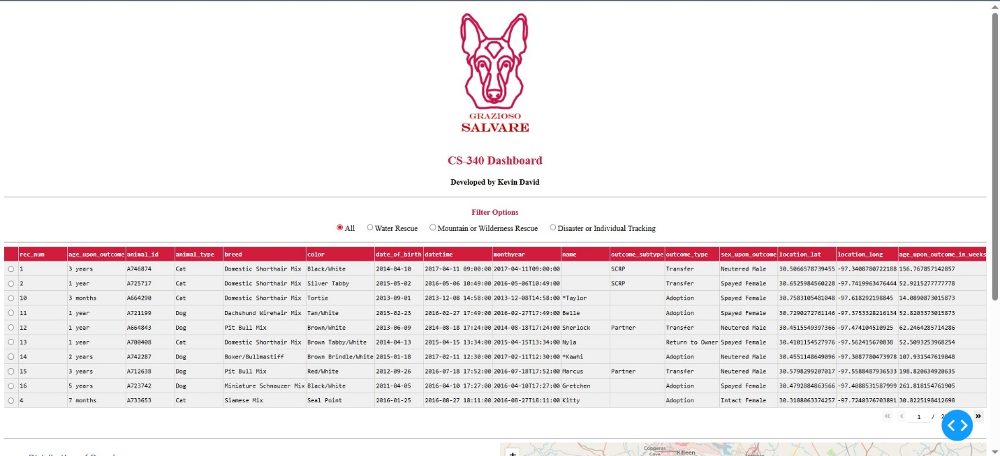 GRAZIOSO
SALVARE
CS-340 Dashboard
Developed by Kevin David
Filter Options
All Water Rescue Mountain or Wilderness Rescue Disaster or Individual Tracking
rec_num age_upon_outcome animal_id animal_type breed color date_of_birth datetime monthyear name outcome_subtype outcome_type sex_upon_outcome location_lat location_long age_upon_outcome_in_weeks
1 3 years A746874 Cat Domestic Shorthair Mix Black/White 2014-04-10 2017-04-11 09:00:00 2017-04-11T09:00:00 SCRP Transfer Neutered Male 30.5066578739455 -97.3408780722188 156.767857142857
2 1 year A725717 Cat Domestic Shorthair Mix Silver Tabby 2015-05-02 2016-05-06 10:49:00 2016-05-06T10:49:00 SCRP Transfer Spayed Female 30.6525984560228 -97.7419963476444 52.9215277777778
10 3 months A664290 Cat Domestic Shorthair Mix Tortie 2013-09-01 2013-12-08 14:58:00 2013-12-08T14:58:00 *Taylor Adoption Spayed Female 30.7583105481048 -97.618292198845 14.0890873015873
11 1 year A721199 Dog Dachshund Wirehair Mix Tan/White 2015-02-23 2016-02-27 17:49:00 2016-02-27T17:49:00 Belle Adoption Spayed Female 30.7290272761146 -97.3753328216134 52.8203373015873
12 1 year A664843 Dog Pit Bull Mix Brown/White 2013-06-09 2014-08-18 17:24:00 2014-08-18T17:24:00 Sherlock Partner Transfer Neutered Male 30.4515549397366 -97.474104510925 62.2464285714286
13 1 year A700408 Cat Domestic Shorthair Mix Brown Tabby/White 2014-04-13 2015-04-15 13:34:00 2015-04-15T13:34:00 Nyla Return to Owner Spayed Female 30.4101154527976 -97.562415670838 52.5093253968254
14 2 years A742287 Dog Boxer/Bullmastiff Brown Brindle/White 2015-01-18 2017-02-11 12:30:00 2017-02-11T12:30:00 *Kawhi Adoption Neutered Male 30.4551148649096 -97.3087780473978 107.931547619048
15 3 years A712638 Dog Pit Bull Mix Red/White 2012-09-26 2016-07-18 17:52:00 2016-07-18T17:52:00 Marcus Partner Transfer Neutered Male 30.5798299207017 -97.5588487936533 198.820634920635
16 5 years A723742 Dog Miniature Schnauzer Mix Black/White 2011-04-05 2016-04-10 17:27:00 2016-04-10T17:27:00 Gretchen Adoption Spayed Female 30.4792884863566 -97.4088531587999 261.818154761905
4 7 months A733653 Cat Siamese Mix Seal Point 2016-01-25 2016-08-27 18:11:00 2016-08-27T18:11:00 Kitty Adoption Intact Female 30.3188063374257 -97.7240376703891 30.8225198412698
1 /
Copperas
Cove Killeen